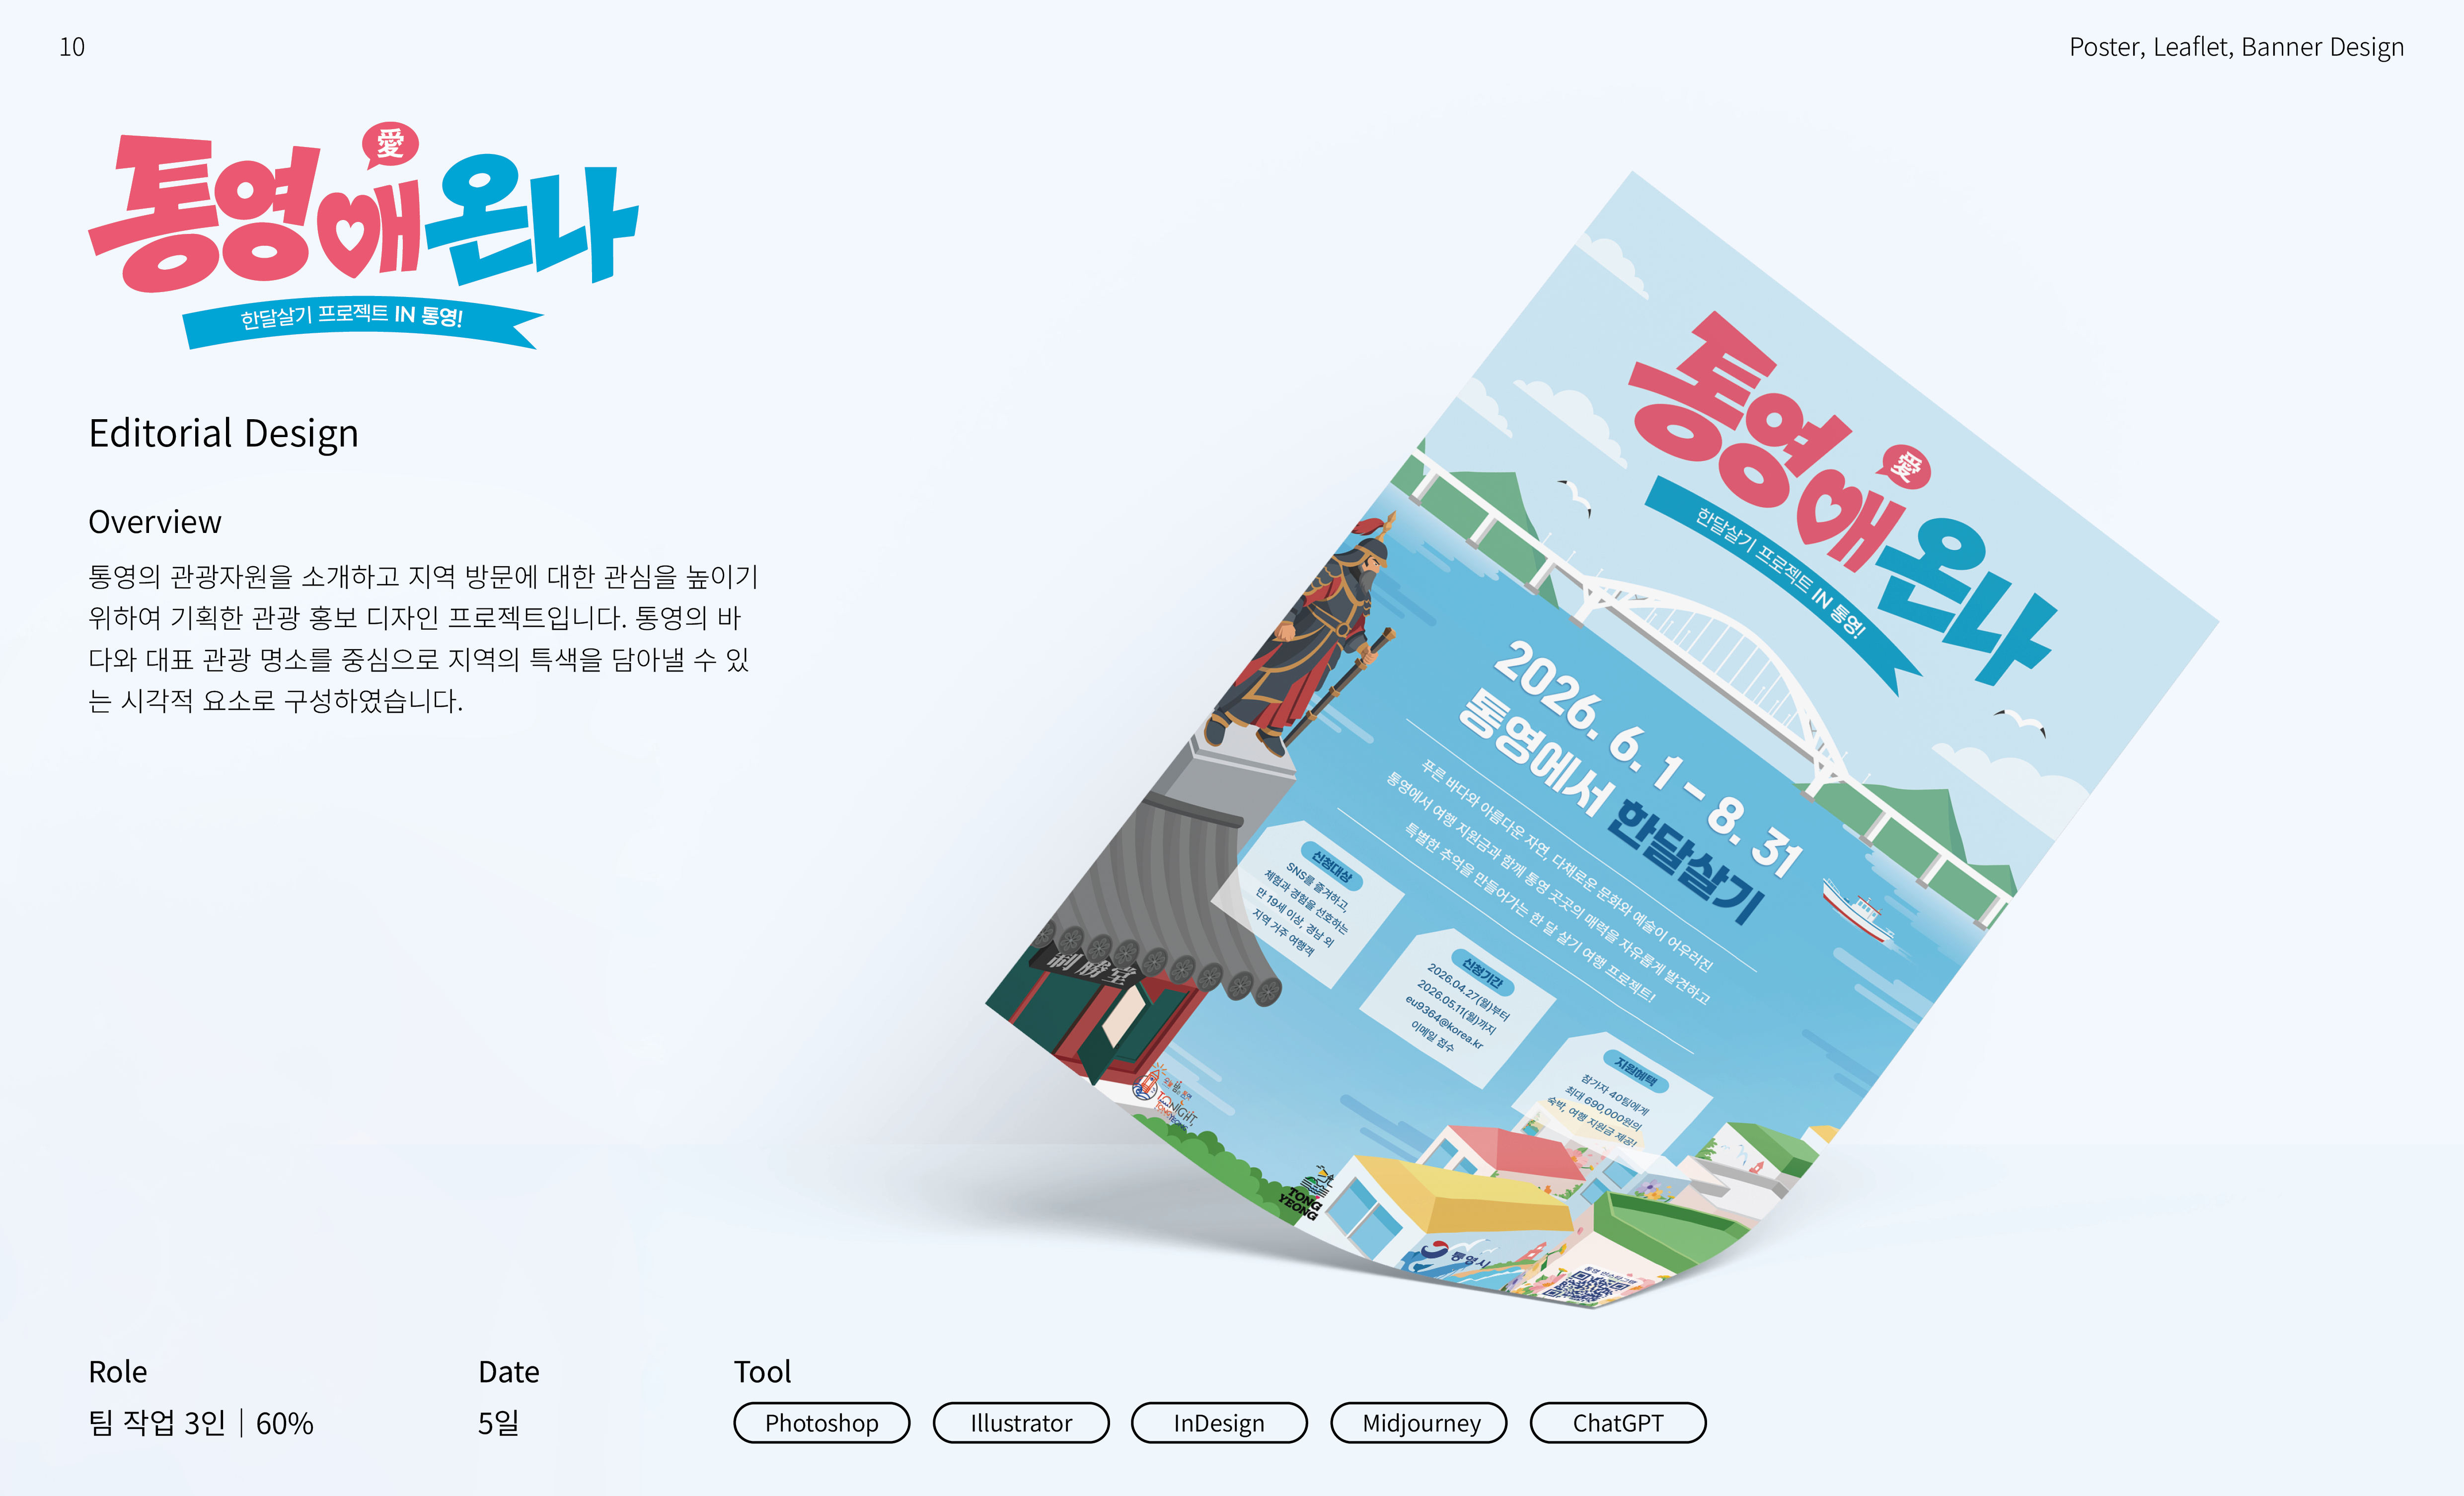 10
Poster, Leaflet, Banner Design
愛
통영애온나
한달살기 프로젝트 IN 통영!
Editorial Design
Overview
통영의 관광자원을 소개하고 지역 방문에 대한 관심을 높이기
위하여 기획한 관광 홍보 디자인 프로젝트입니다. 통영의 바
다와 대표 관광 명소를 중심으로 지역의 특색을 담아낼 수 있
는 시각적 요소로 구성하였습니다.
愛
통영애온나
한달살기 프로젝트 IN 통영!
2026. 6. 1 - 8. 31
통영에서 한달살기
푸른 바다와 아름다운 자연, 다채로운 문화와 예술이 어우러진
통영에서 여행 지원금과 함께 통영 곳곳의 매력을 자유롭게 발견하고
특별한 추억을 만들어가는 한 달 살기 여행 프로젝트!
신청대상
SNS를 즐겨하고,
체험과 경험을 선호하는
만 19세 이상, 경남 외
지역 거주 여행객
신청기간
2026.04.27(월)부터
2026.05.11(월)까지
eu9364@korea.kr
이메일 접수
지원혜택
참가자 40팀에게
최대 690,000원의
숙박, 여행 지원금 제공!
制勝堂
TONIGHT,
TONG
YEONG
통영시
Role
팀 작업 3인 | 60%
Date
5일
Tool
Photoshop
Illustrator
InDesign
Midjourney
ChatGPT